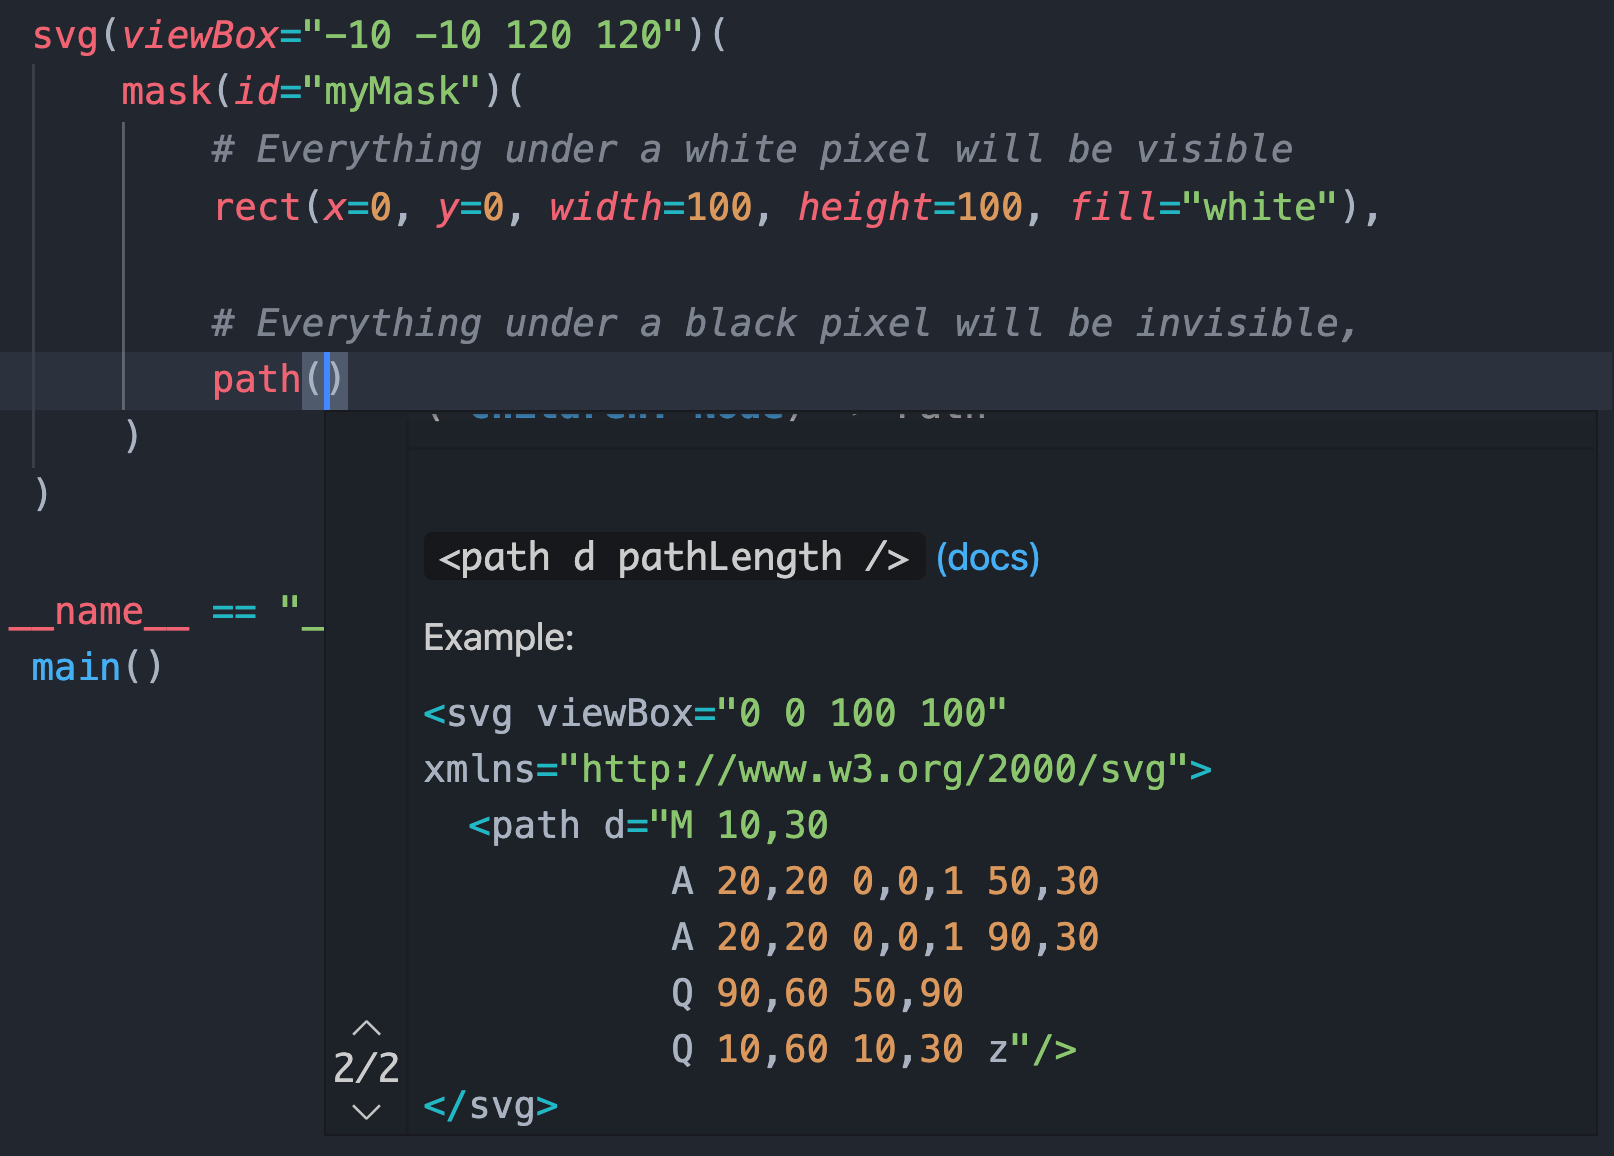 svg(viewBox="-10 -10 120 120")(
mask(id="myMask")(
# Everything under a white pixel will be visible
rect(x=0, y=0, width=100, height=100, fill="white"),
# Everything under a black pixel will be invisible,
path()
)
)
__name__ == "_
main()
(*children: Node) -> Path
<path d pathLength /> (docs)
Example:
<svg viewBox="0 0 100 100"
xmlns="http://www.w3.org/2000/svg">
<path d="M 10,30
A 20,20 0,0,1 50,30
A 20,20 0,0,1 90,30
Q 90,60 50,90
Q 10,60 10,30 z"/>
</svg>
2/2